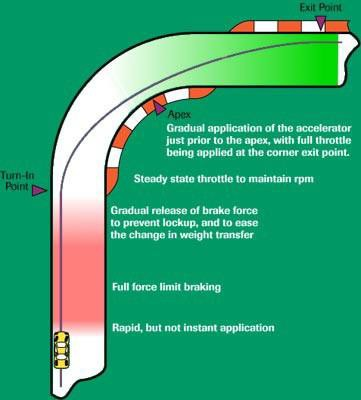 Exit Point
Apex
Gradual application of the accelerator
just prior to the apex, with full throttle
being applied at the corner exit point.
Turn-In
Point
Steady state throttle to maintain rpm
Gradual release of brake force
to prevent lockup, and to ease
the change in weight transfer
Full force limit braking
Rapid, but not instant application